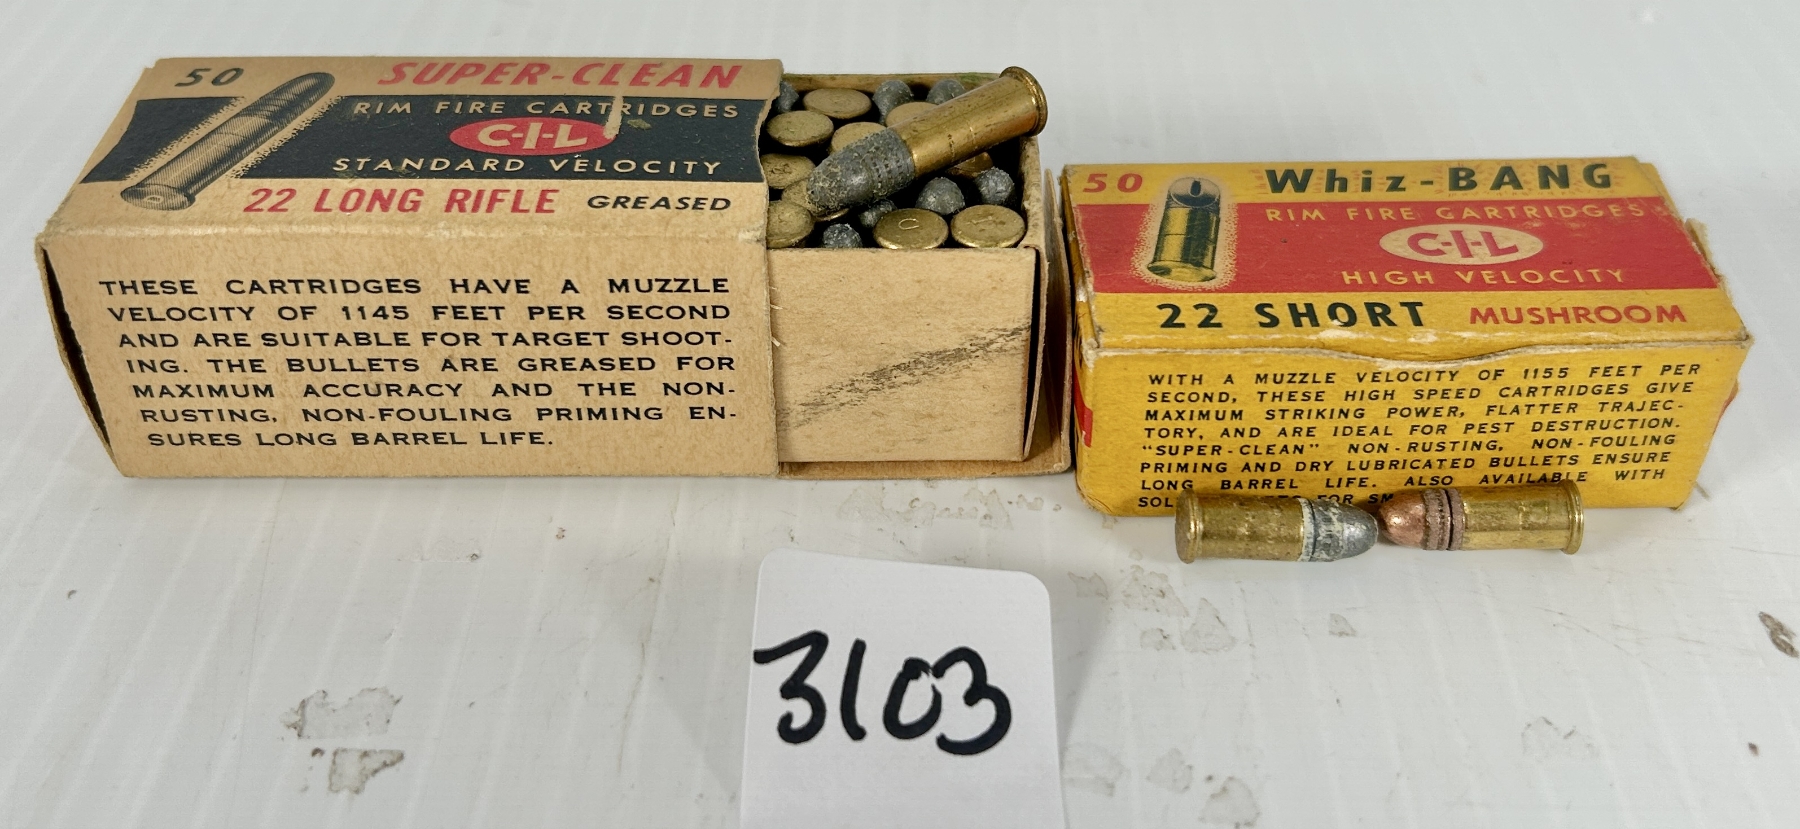 50 SUPER-CLEAN
RIM FIRE CARTRIDGES
C-I-L
STANDARD VELOCITY
22 LONG RIFLE GREASED
THESE CARTRIDGES HAVE A MUZZLE
VELOCITY OF 1145 FEET PER SECOND
AND ARE SUITABLE FOR TARGET SHOOT-
ING. THE BULLETS ARE GREASED FOR
MAXIMUM ACCURACY AND THE NON-
RUSTING, NON-FOULING PRIMING EN-
SURES LONG BARREL LIFE.
50 Whiz-BANG
RIM FIRE CARTRIDGES
C-I-L
HIGH VELOCITY
22 SHORT MUSHROOM
WITH A MUZZLE VELOCITY OF 1155 FEET PER
SECOND, THESE HIGH SPEED CARTRIDGES GIVE
MAXIMUM STRIKING POWER, FLATTER TRAJEC-
TORY, AND ARE IDEAL FOR PEST DESTRUCTION.
"SUPER-CLEAN" NON-RUSTING, NON-FOULING
PRIMING AND DRY LUBRICATED BULLETS ENSURE
LONG BARREL LIFE. ALSO AVAILABLE WITH
FOR
3103